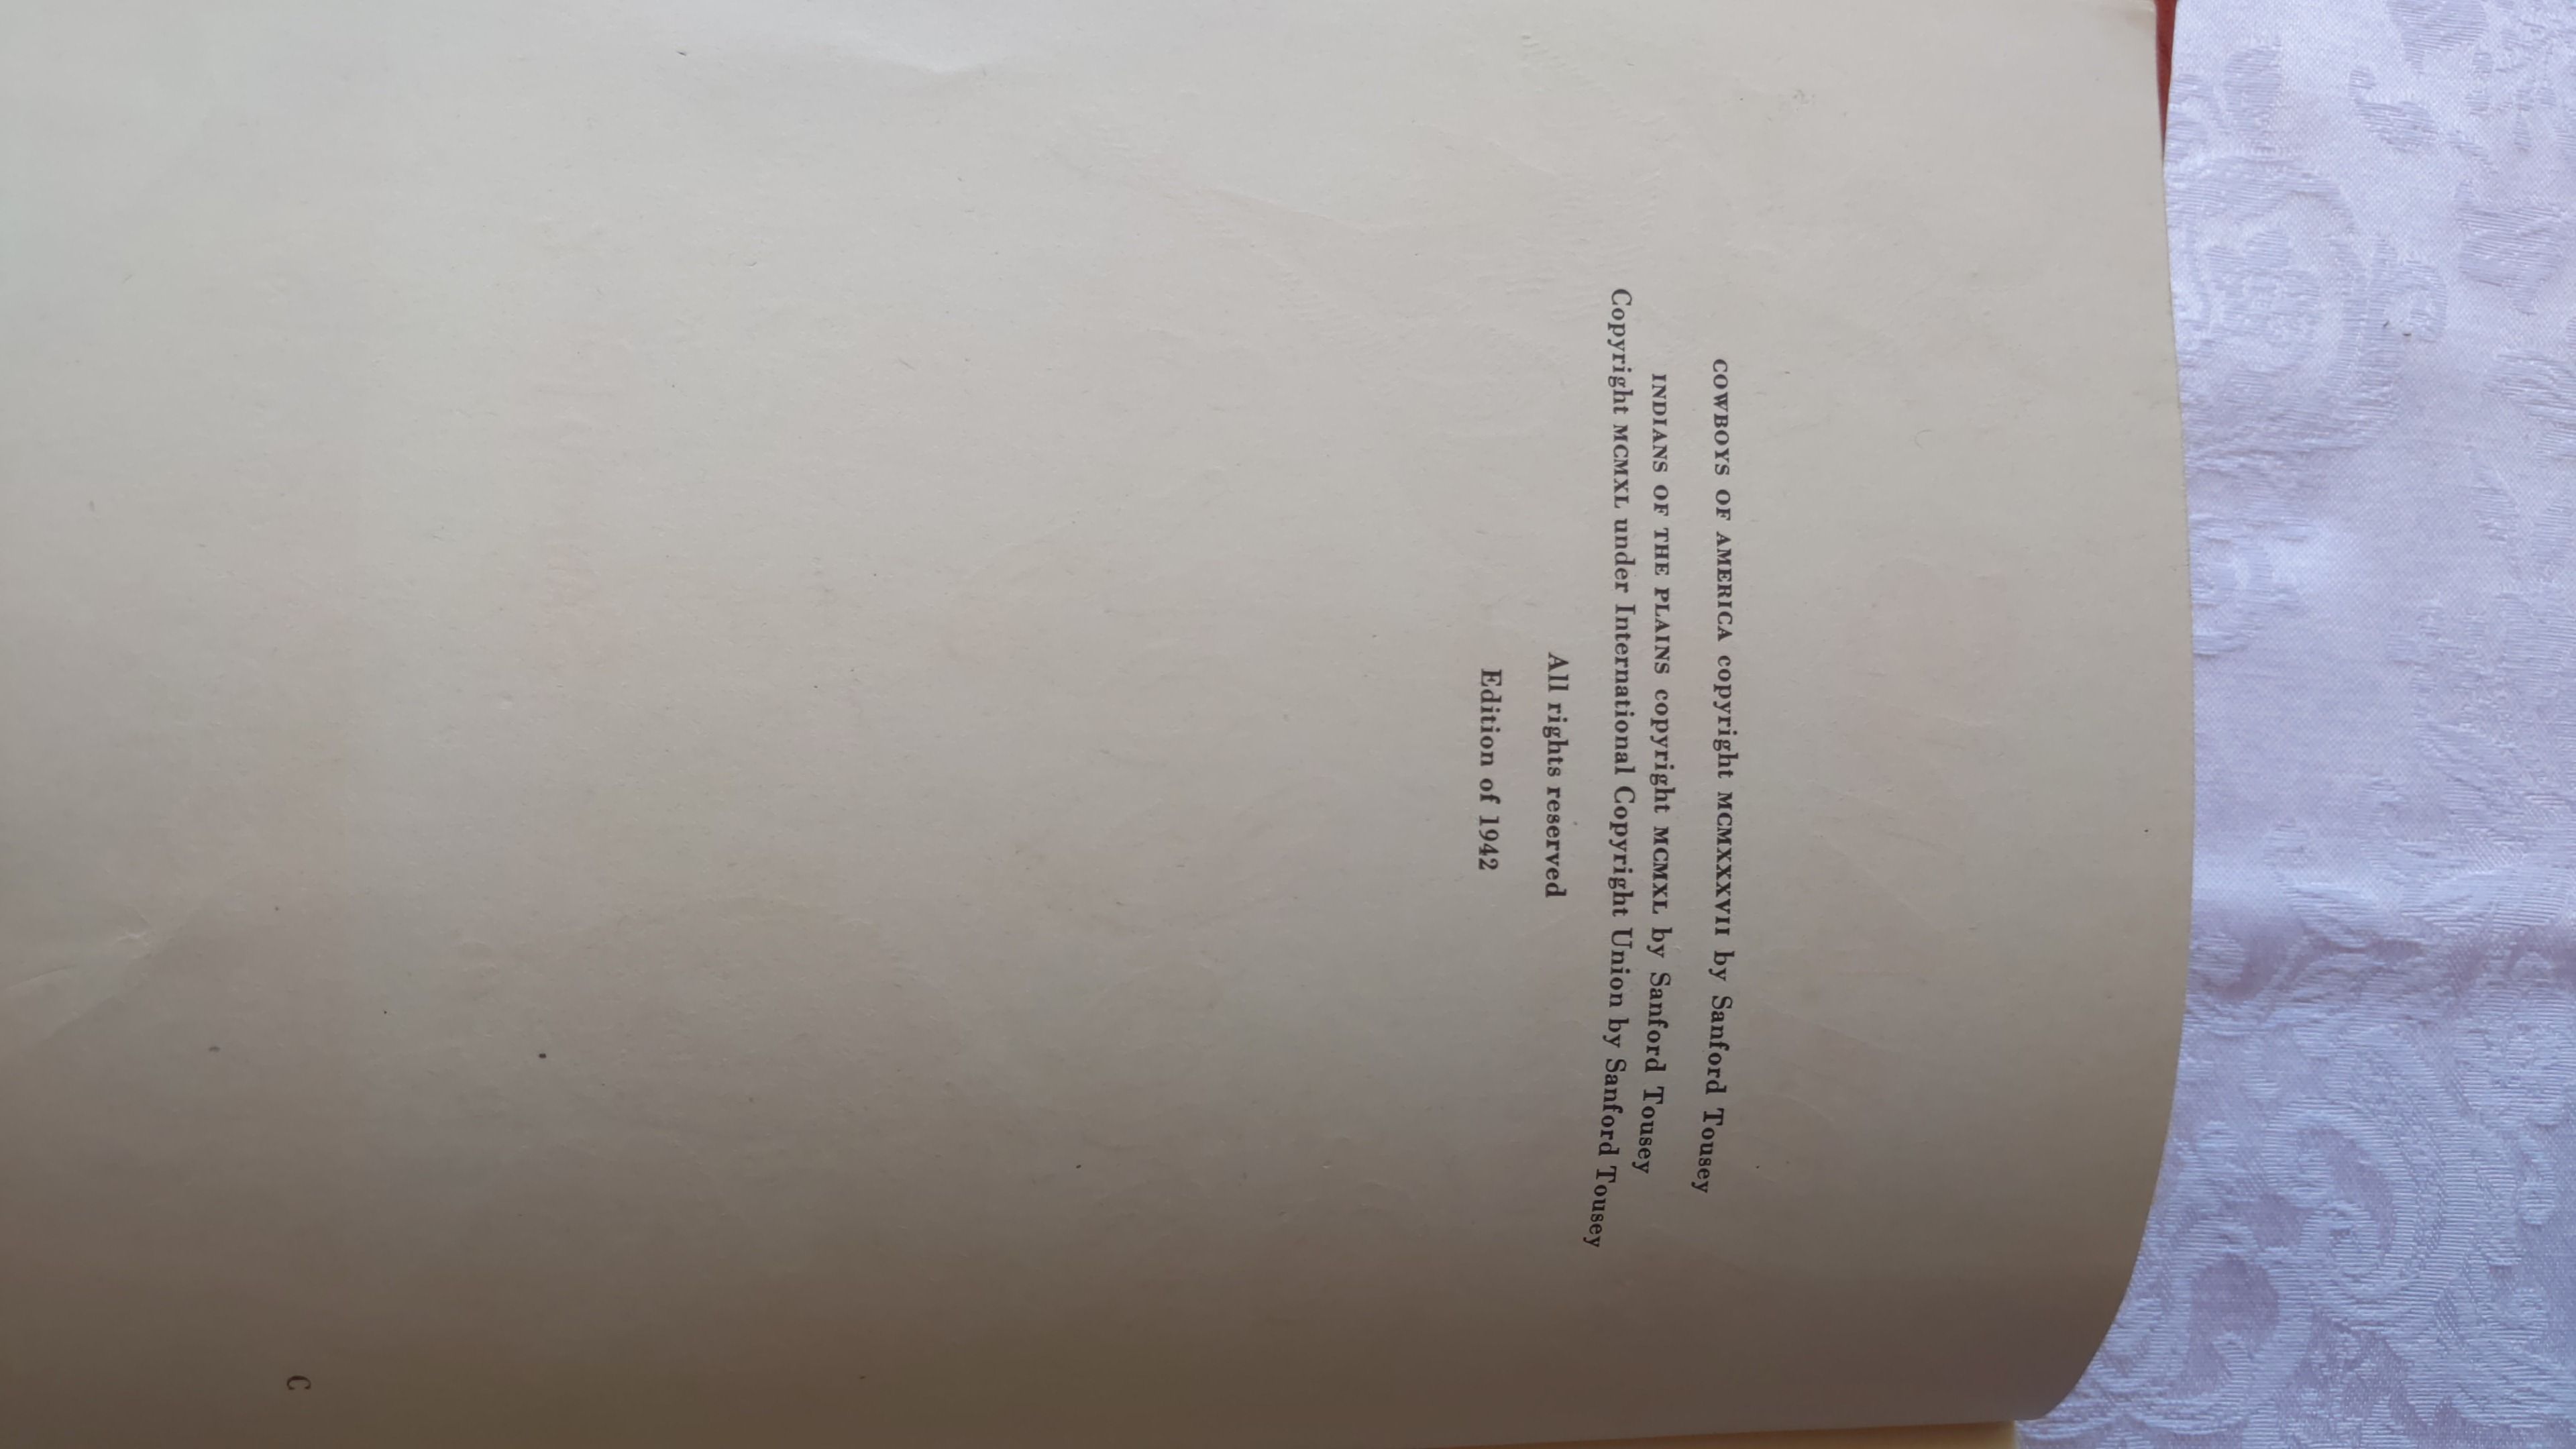 COWBOYS OF AMERICA copyright MCMXXXVII by Sanford Tousey
INDIANS OF THE PLAINS copyright MCMXL by Sanford Tousey
Copyright MCMXL under International Copyright Union by Sanford Tousey
All rights reserved
Edition of 1942
C